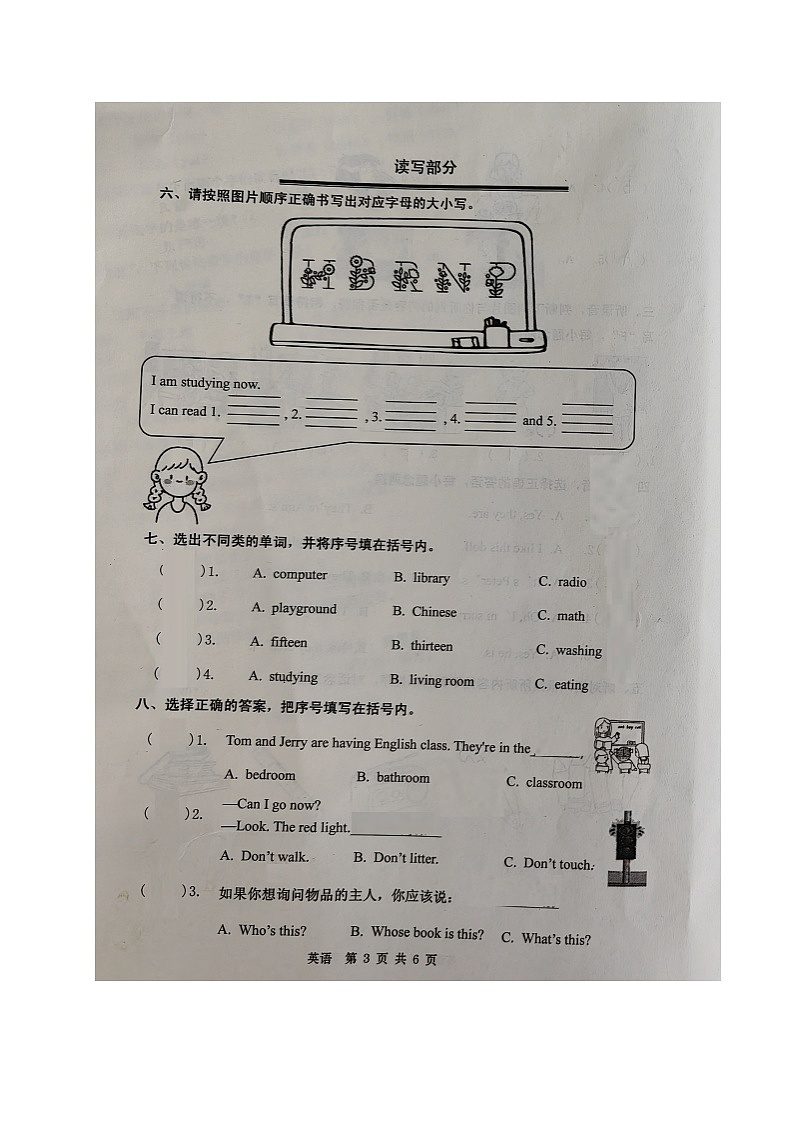 读写部分
六、请按照图片顺序正确书写出对应字母的大小写。
I am studying now.
I can read 1. , 2. , 3. , 4. and 5.
七、选出不同类的单词，并将序号填在括号内。
( )1. A. computer B. library C. radio
( )2. A. playground B. Chinese C. math
( )3. A. fifteen B. thirteen C. washing
( )4. A. studying B. living room C. eating
八、选择正确的答案，把序号填写在括号内。
( )1. Tom and Jerry are having English class. They're in the______,
A. bedroom B. bathroom C. classroom
( )2. —Can I go now?
—Look. The red light.____________
A. Don't walk. B. Don't litter. C. Don't touch.
( )3. 如果你想询问物品的主人，你应该说: ________
A. Who's this? B. Whose book is this? C. What's this?
英语 第 3 页 共 6 页